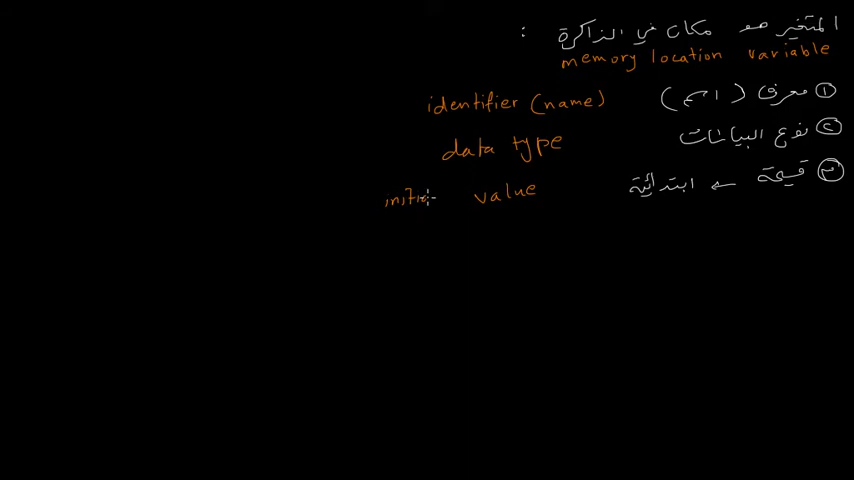 المتغير هو مكان في الذاكرة :
memory location variable
① معرف (اسم) identifier (name)
② نوع البيانات data type
③ قيمة ← ابتدائية value